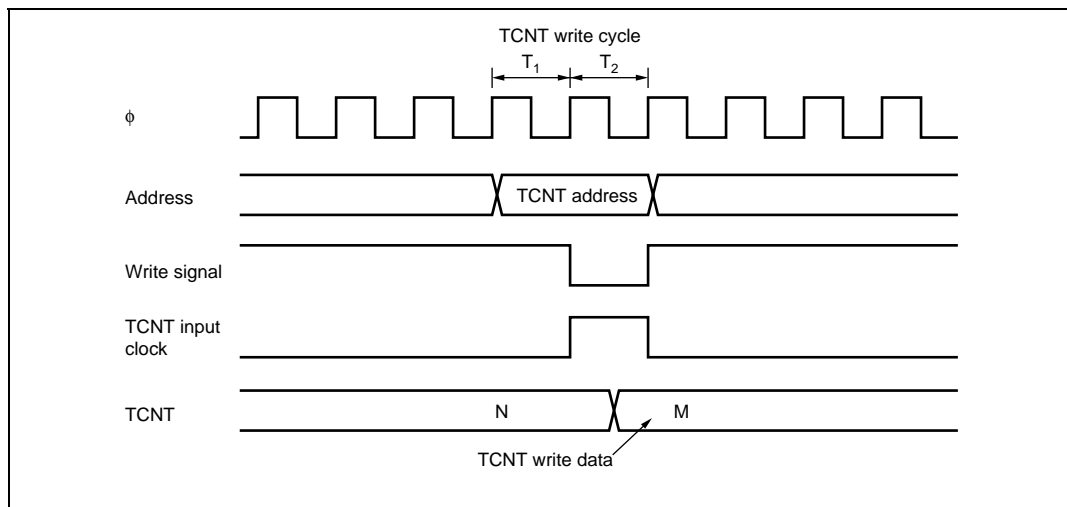 TCNT write cycle
T1 T2
ϕ
Address
TCNT address
Write signal
TCNT input
clock
TCNT
N
M
TCNT write data